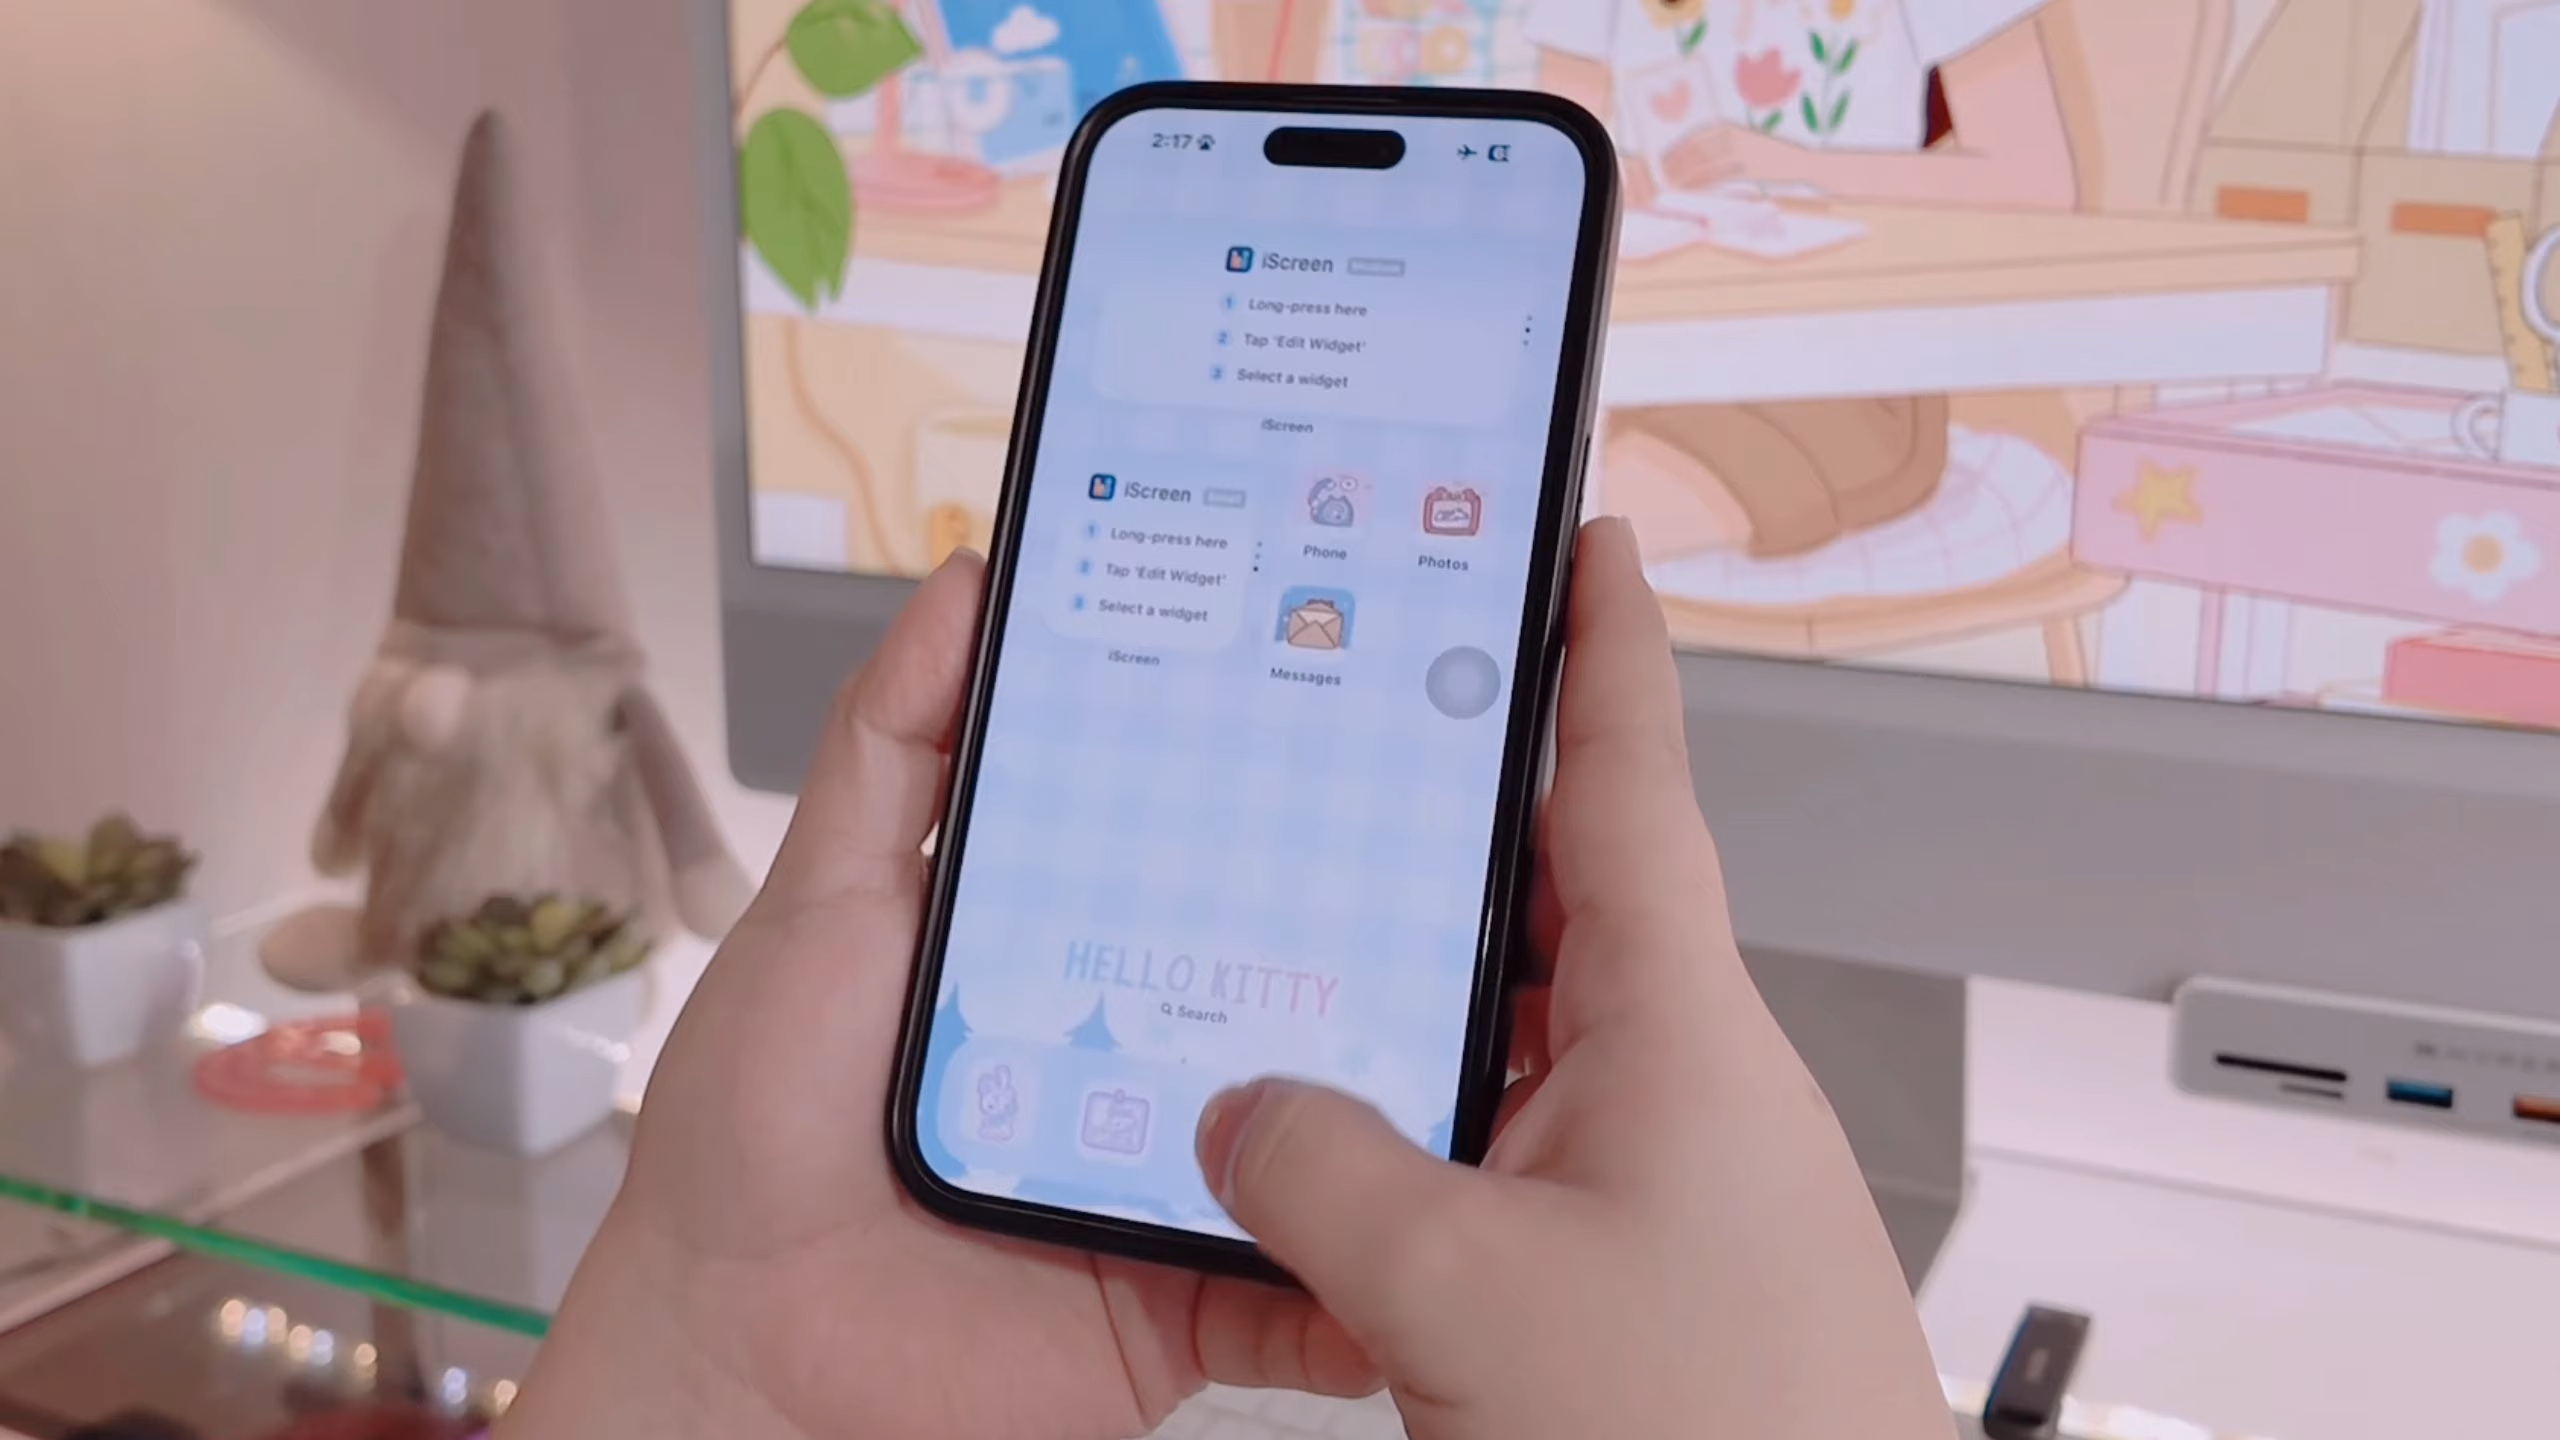 2:17
iScreen
1 Long-press here
2 Tap 'Edit Widget'
3 Select a widget
iScreen
iScreen
1 Long-press here
2 Tap 'Edit Widget'
3 Select a widget
iScreen
Phone
Photos
Messages
HELLO KITTY
Search